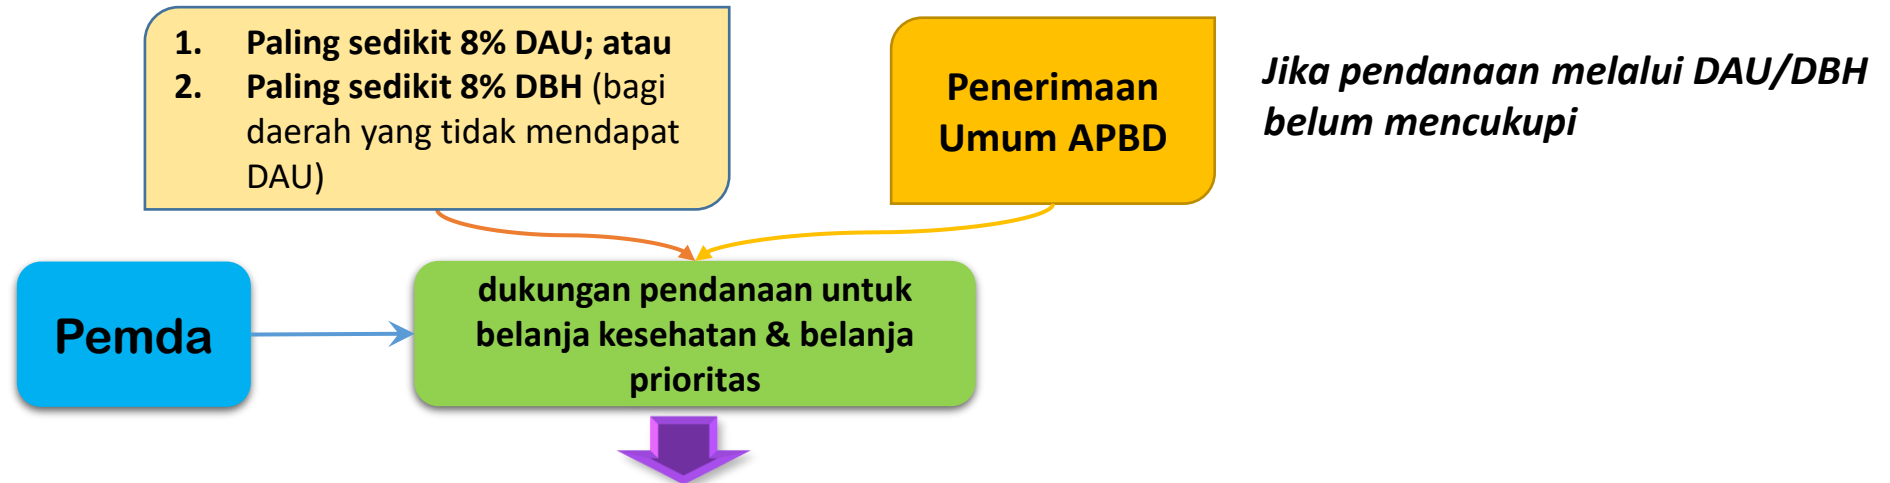 1. Paling sedikit 8% DAU; atau
2. Paling sedikit 8% DBH (bagi
daerah yang tidak mendapat
DAU)
Penerimaan
Umum APBD
Jika pendanaan melalui DAU/DBH
belum mencukupi
Pemda
dukungan pendanaan untuk
belanja kesehatan & belanja
prioritas